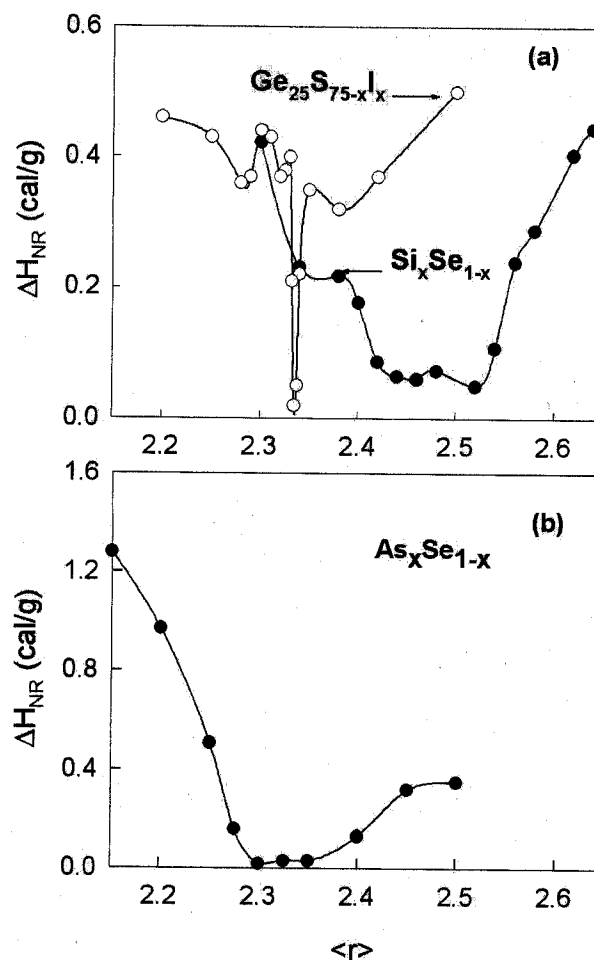 0.6
(a)
Ge25S75-xIx
0.4
ΔHNR (cal/g)
SixSe1-x
0.2
0.0
2.2 2.3 2.4 2.5 2.6
1.6
(b)
AsxSe1-x
1.2
ΔHNR (cal/g)
0.8
0.4
0.0
2.2 2.3 2.4 2.5 2.6
<r>